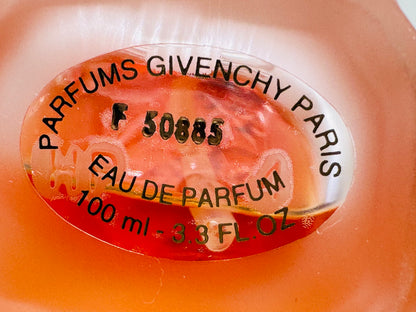 PARFUMS GIVENCHY PARIS
F 50885
EAU DE PARFUM
100 ml - 3.3 FL.OZ